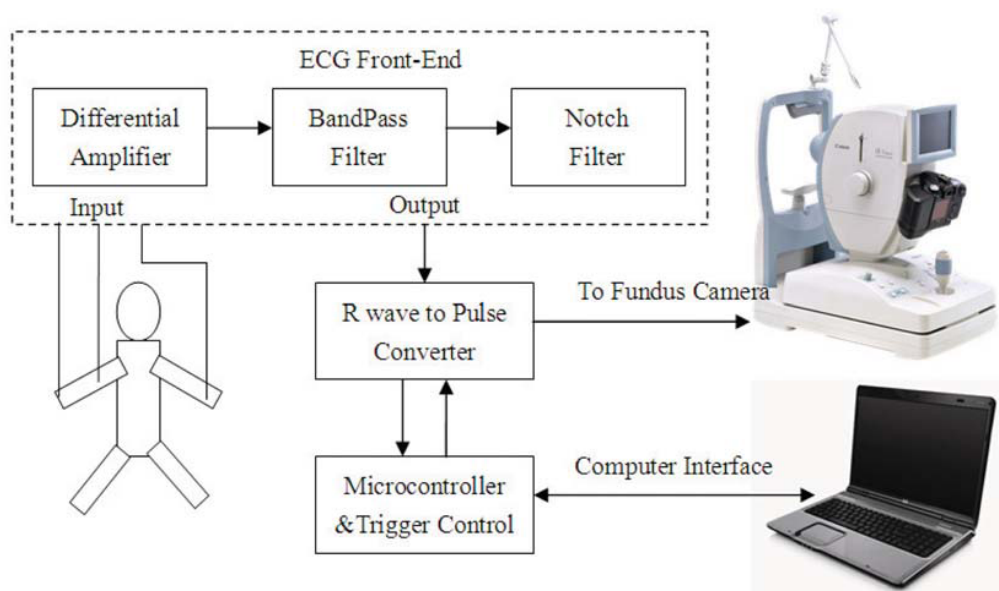 ECG Front-End
Differential
Amplifier
BandPass
Filter
Notch
Filter
Input
Output
R wave to Pulse
Converter
To Fundus Camera
Microcontroller
&Trigger Control
Computer Interface
Canon